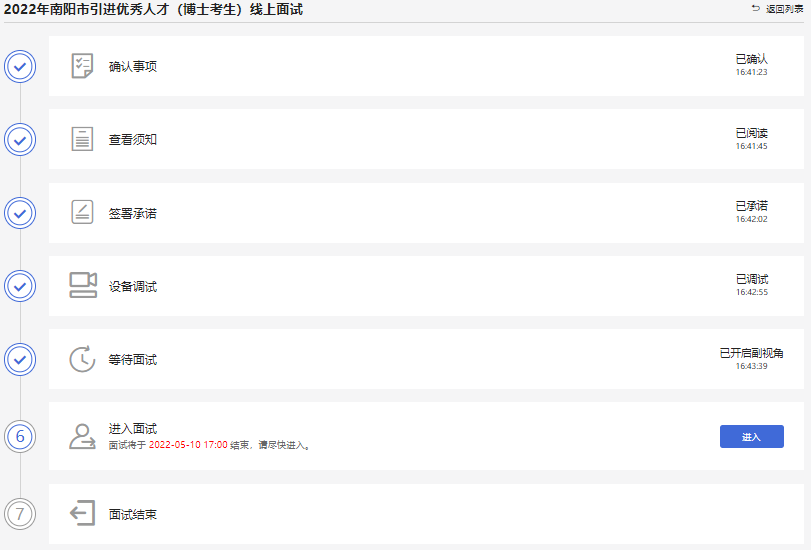 2022年南阳市引进优秀人才（博士考生）线上面试
返回列表
确认事项
已确认
16:41:23
查看须知
已阅读
16:41:45
签署承诺
已承诺
16:42:02
设备调试
已调试
16:42:55
等待面试
已开启副视角
16:43:39
6
进入面试
面试将于 2022-05-10 17:00 结束，请尽快进入。
进入
7
面试结束